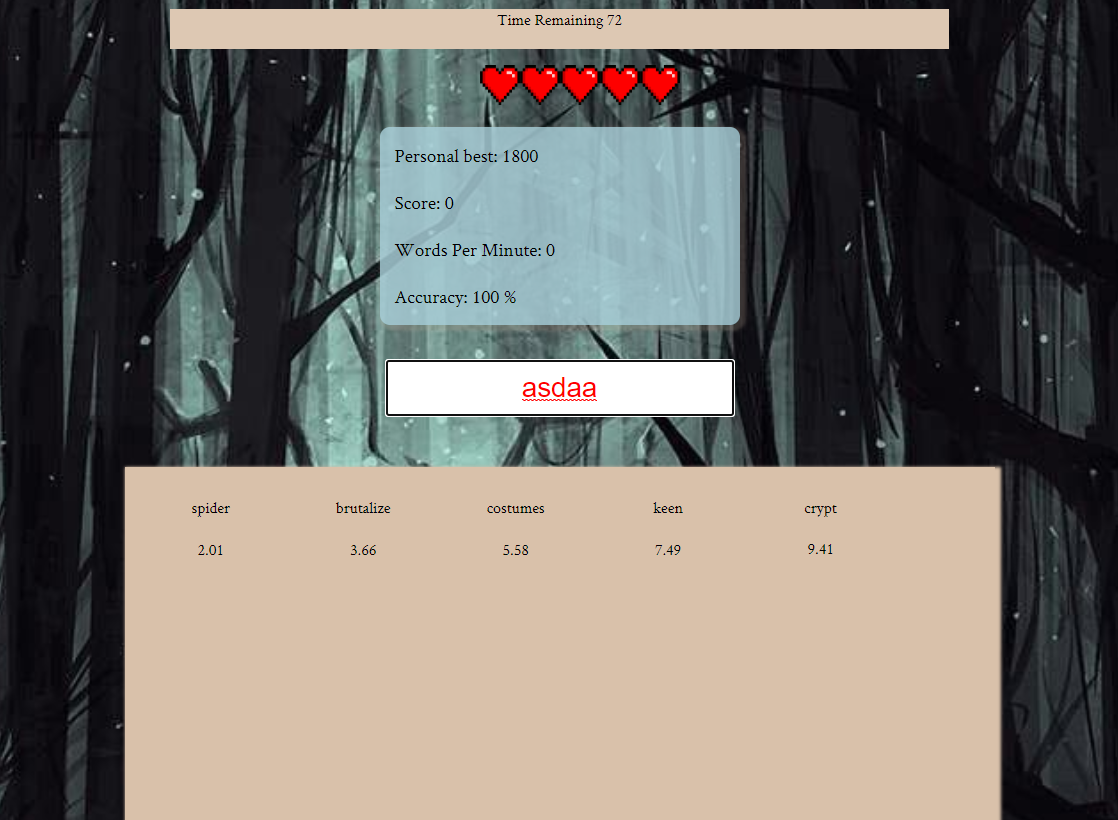 Time Remaining 72
Personal best: 1800
Score: 0
Words Per Minute: 0
Accuracy: 100 %
asdaa
spider brutalize costumes keen crypt
2.01 3.66 5.58 7.49 9.41